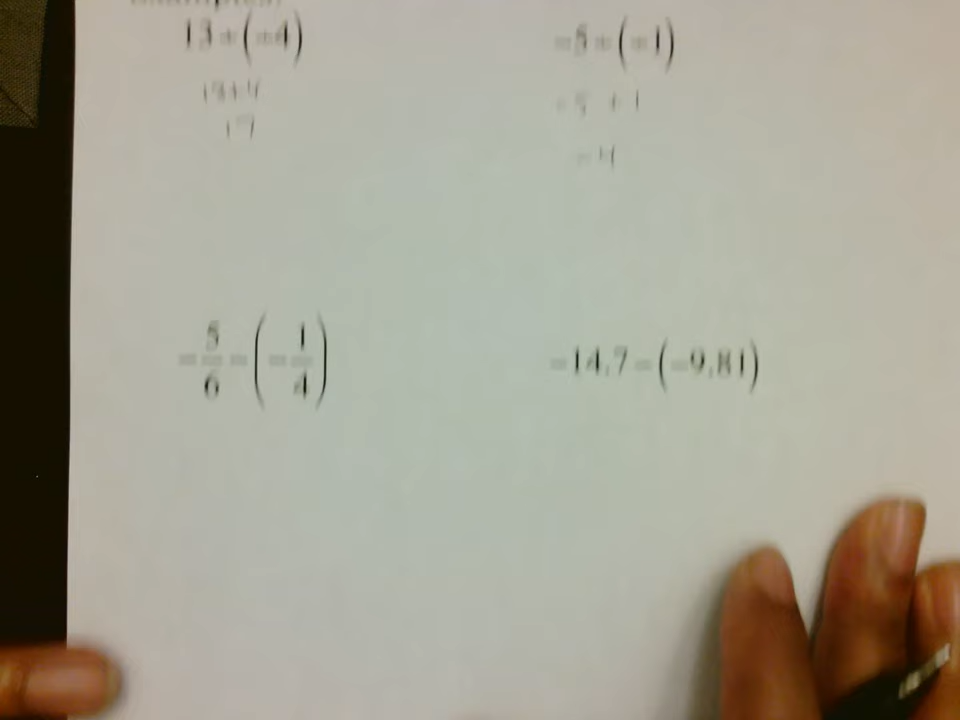 13 - (-4)
13+4
17
-5 - (-1)
-5 +1
-4
-5/6 - (-1/4)
-14.7 - (-9.81)